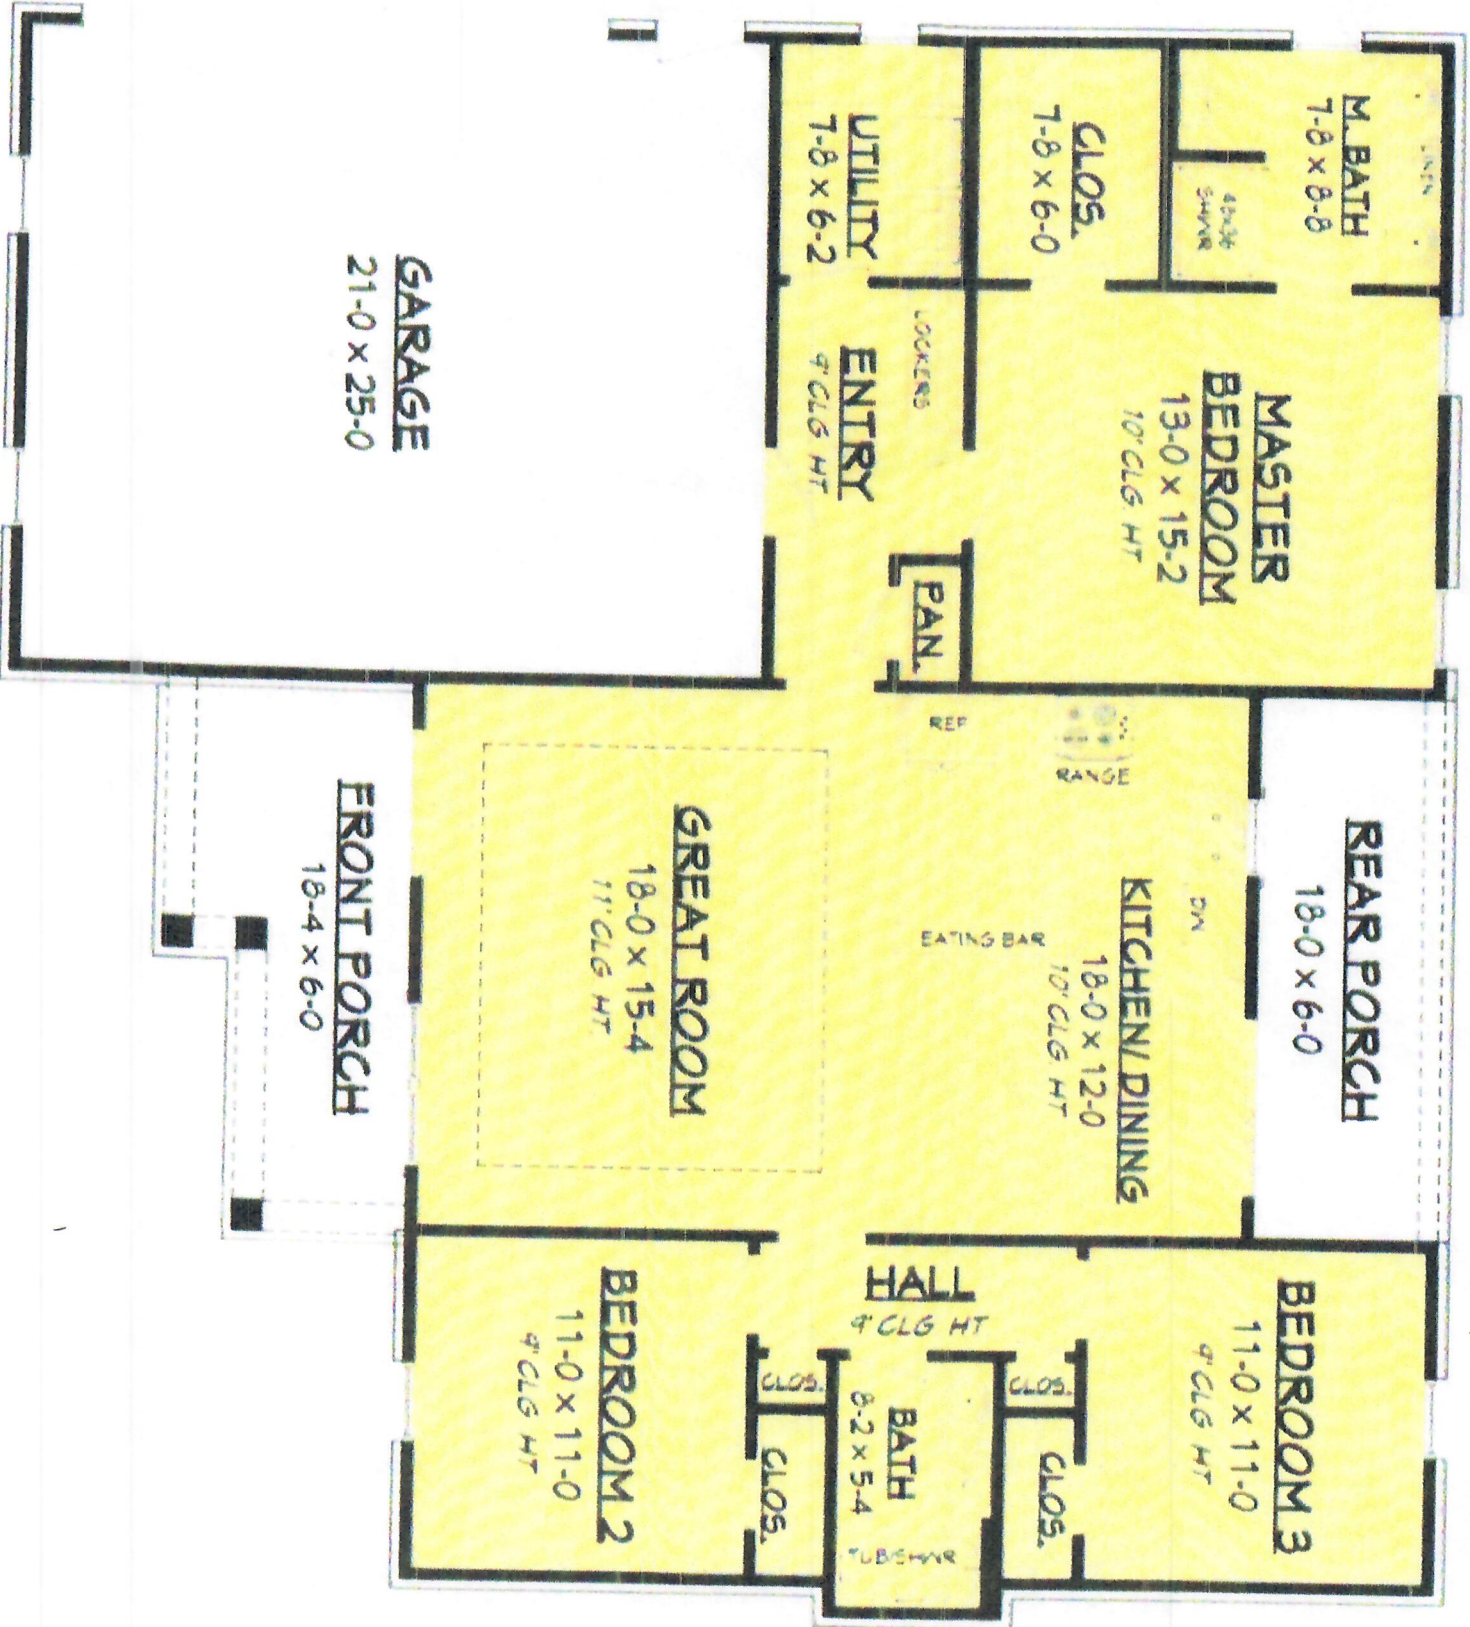 LINEN
M. BATH
7-8 x 8-8
48x36
SHWR
CLOS.
7-8 x 6-0
UTILITY
7-8 x 6-2
MASTER
BEDROOM
13-0 x 15-2
10' CLG HT
LOCKERS
ENTRY
9' CLG HT
PAN.
GARAGE
21-0 x 25-0
REAR PORCH
18-0 x 6-0
REF
RANGE
DW
KITCHEN/ DINING
18-0 x 12-0
10' CLG HT
EATING BAR
GREAT ROOM
18-0 x 15-4
11' CLG HT
FRONT PORCH
18-4 x 6-0
BEDROOM 3
11-0 x 11-0
9' CLG HT
HALL
9' CLG HT
CLOS.
CLOS.
BATH
8-2 x 5-4
TUB/SHWR
CLOS.
CLOS.
BEDROOM 2
11-0 x 11-0
9' CLG HT